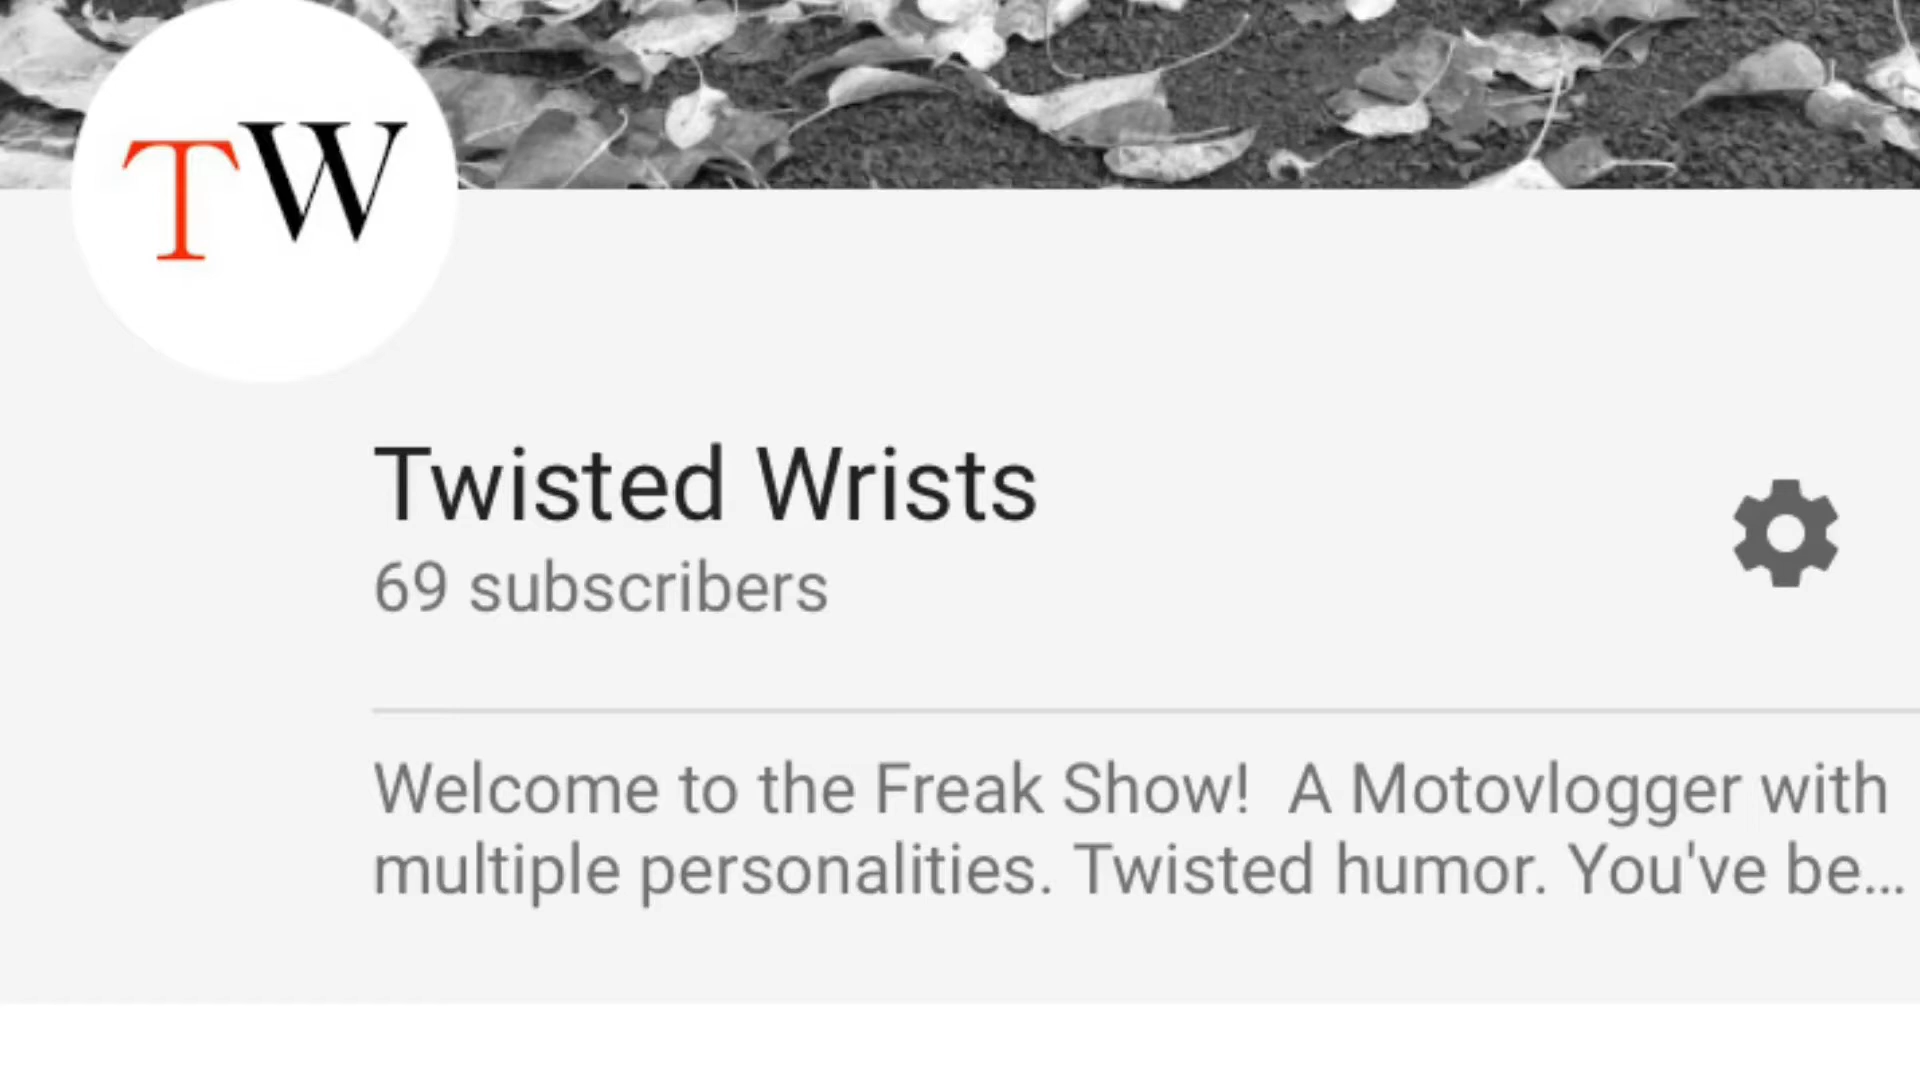 TW
Twisted Wrists
69 subscribers
Welcome to the Freak Show!  A Motovlogger with
multiple personalities. Twisted humor. You've be...